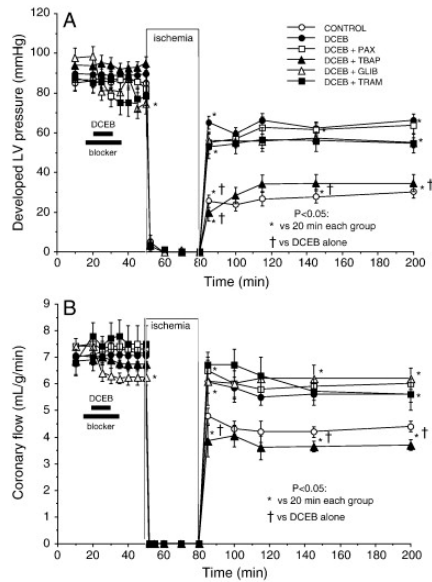 A
ischemia
CONTROL
DCEB
DCEB + PAX
DCEB + TBAP
DCEB + GLIB
DCEB + TRAM
Developed LV pressure (mmHg)
120
100
80
60
40
20
0
DCEB
blocker
*
*
*
*
*
*
*†
*†
*†
†
*†
P<0.05:
* vs 20 min each group
† vs DCEB alone
0 20 40 60 80 100 120 140 160 180 200
Time (min)
B
ischemia
Coronary flow (mL/g/min)
9
8
7
6
5
4
3
2
1
0
DCEB
blocker
*
*
*
*
*†
*
*†
*
*†
P<0.05:
* vs 20 min each group
† vs DCEB alone
0 20 40 60 80 100 120 140 160 180 200
Time (min)